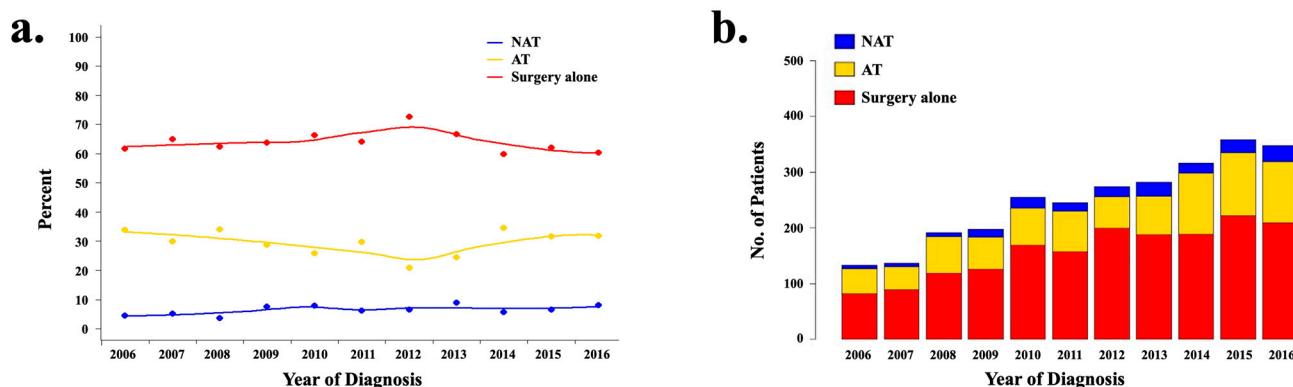 a.
100
90
80
70
60
50
40
30
20
10
0
Percent
NAT
AT
Surgery alone
2006 2007 2008 2009 2010 2011 2012 2013 2014 2015 2016
Year of Diagnosis
b.
NAT
AT
Surgery alone
500
400
300
200
100
0
No. of Patients
2006 2007 2008 2009 2010 2011 2012 2013 2014 2015 2016
Year of Diagnosis